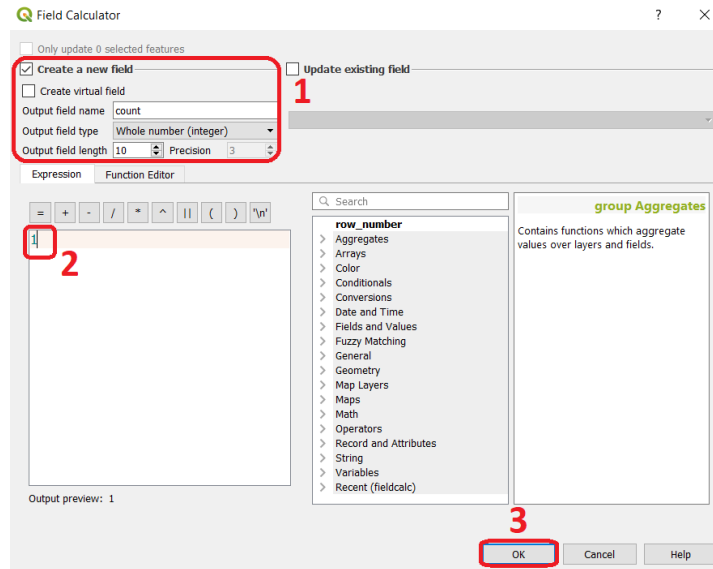 Field Calculator
?
Only update 0 selected features
Create a new field
Update existing field
1
Create virtual field
Output field name count
Output field type Whole number (integer)
Output field length 10 Precision 3
Expression Function Editor
= + - / * ^ || ( ) '\n'
1
2
Output preview: 1
Search
row_number
Aggregates
Arrays
Color
Conditionals
Conversions
Date and Time
Fields and Values
Fuzzy Matching
General
Geometry
Map Layers
Maps
Math
Operators
Record and Attributes
String
Variables
Recent (fieldcalc)
group Aggregates
Contains functions which aggregate
values over layers and fields.
3
OK Cancel Help